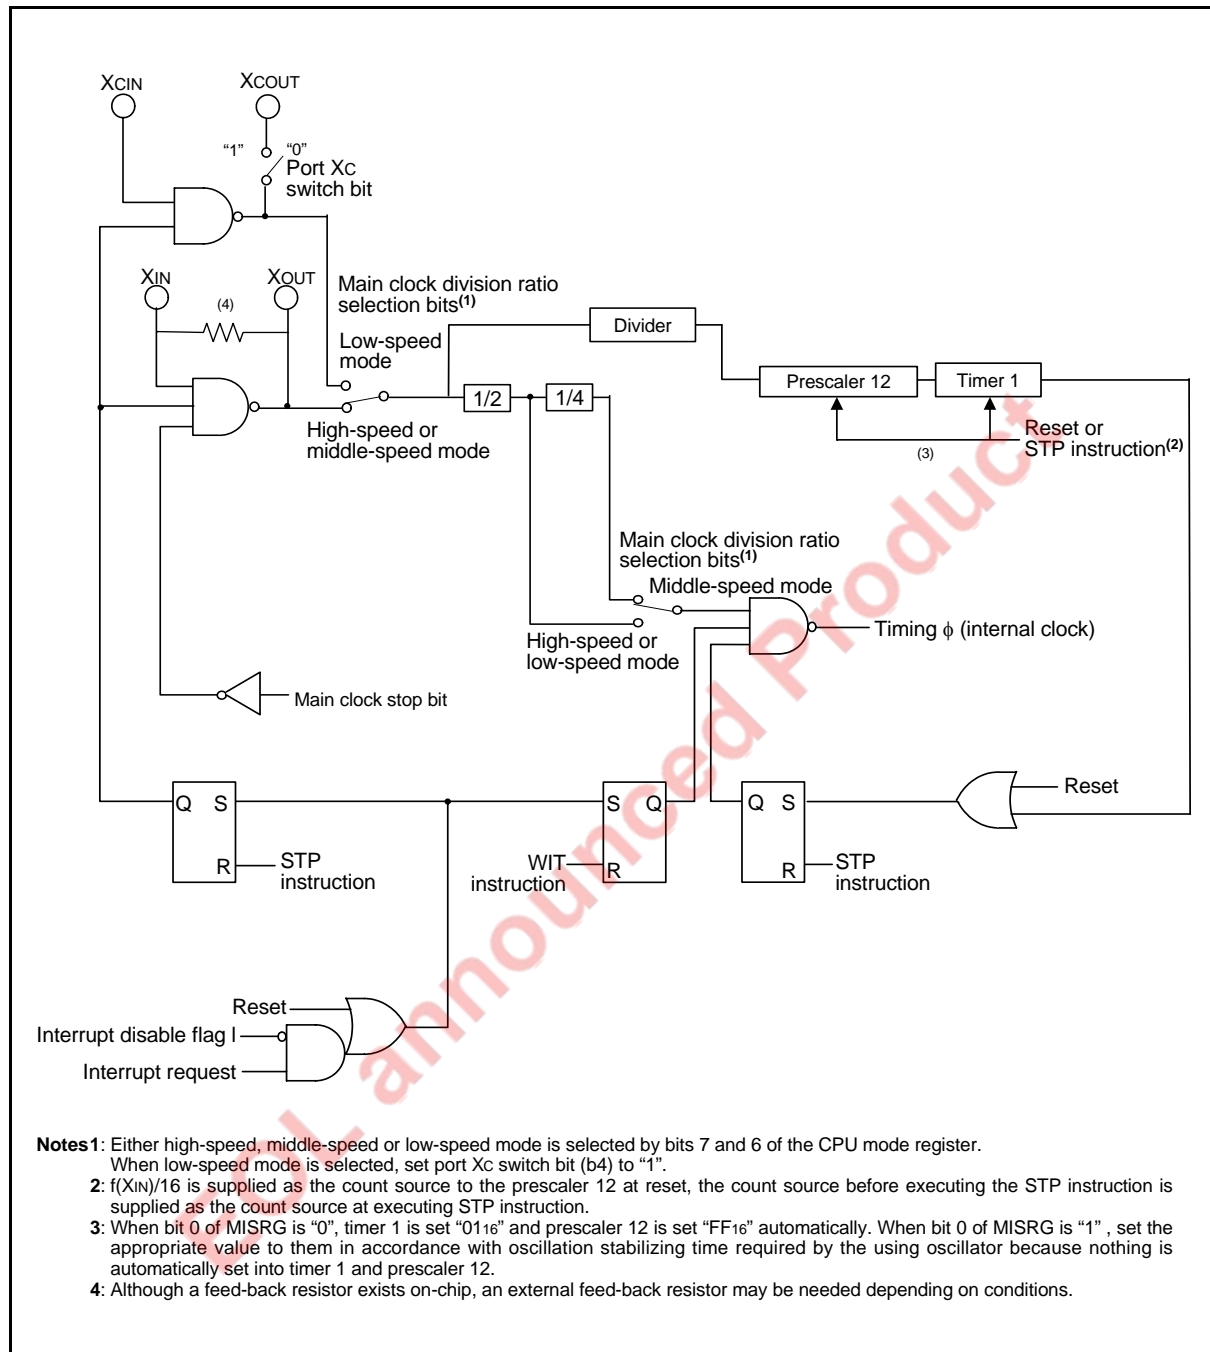 XCIN
XCOUT
“1”
“0”
Port XC
switch bit
XIN
XOUT
(4)
Main clock division ratio
selection bits(1)
Low-speed
mode
Divider
Prescaler 12
Timer 1
1/2
1/4
High-speed or
middle-speed mode
(3)
Reset or
STP instruction(2)
Main clock division ratio
selection bits(1)
Middle-speed mode
Timing ϕ (internal clock)
High-speed or
low-speed mode
Main clock stop bit
Q S
R
STP
instruction
S Q
R
WIT
instruction
Q S
R
STP
instruction
Reset
Reset
Interrupt disable flag I
Interrupt request
Notes1: Either high-speed, middle-speed or low-speed mode is selected by bits 7 and 6 of the CPU mode register.
When low-speed mode is selected, set port XC switch bit (b4) to “1”.
2: f(XIN)/16 is supplied as the count source to the prescaler 12 at reset, the count source before executing the STP instruction is
supplied as the count source at executing STP instruction.
3: When bit 0 of MISRG is “0”, timer 1 is set “0116” and prescaler 12 is set “FF16” automatically. When bit 0 of MISRG is “1” , set the
appropriate value to them in accordance with oscillation stabilizing time required by the using oscillator because nothing is
automatically set into timer 1 and prescaler 12.
4: Although a feed-back resistor exists on-chip, an external feed-back resistor may be needed depending on conditions.
EOL announced Product